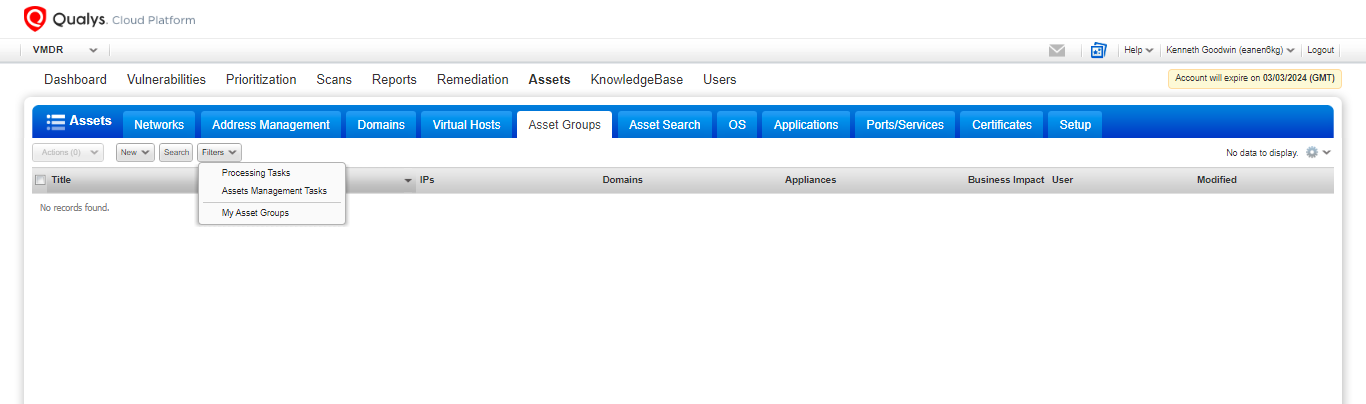 Qualys. Cloud Platform
VMDR
Help
Kenneth Goodwin (eanen6kg)
Logout
Dashboard Vulnerabilities Prioritization Scans Reports Remediation Assets KnowledgeBase Users
Account will expire on 03/03/2024 (GMT)
Assets Networks Address Management Domains Virtual Hosts Asset Groups Asset Search OS Applications Ports/Services Certificates Setup
Actions (0) New Search Filters No data to display.
Processing Tasks
Title IPs Domains Appliances Business Impact User Modified
Assets Management Tasks
No records found.
My Asset Groups